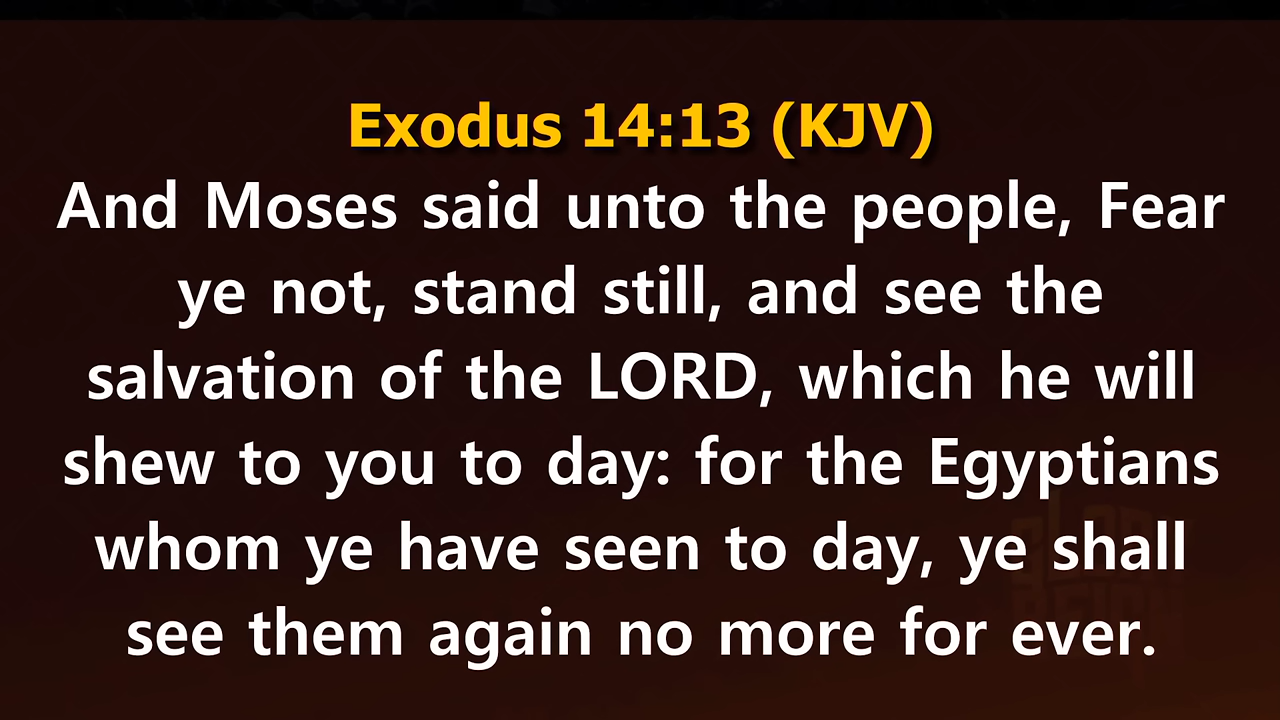 Exodus 14:13 (KJV)
And Moses said unto the people, Fear
ye not, stand still, and see the
salvation of the LORD, which he will
shew to you to day: for the Egyptians
whom ye have seen to day, ye shall
see them again no more for ever.